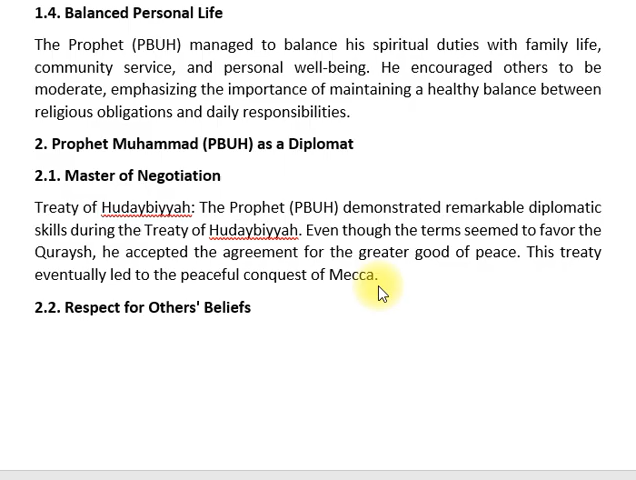 1.4. Balanced Personal Life
The Prophet (PBUH) managed to balance his spiritual duties with family life,
community service, and personal well-being. He encouraged others to be
moderate, emphasizing the importance of maintaining a healthy balance between
religious obligations and daily responsibilities.
2. Prophet Muhammad (PBUH) as a Diplomat
2.1. Master of Negotiation
Treaty of Hudaybiyyah: The Prophet (PBUH) demonstrated remarkable diplomatic
skills during the Treaty of Hudaybiyyah. Even though the terms seemed to favor the
Quraysh, he accepted the agreement for the greater good of peace. This treaty
eventually led to the peaceful conquest of Mecca.
2.2. Respect for Others' Beliefs